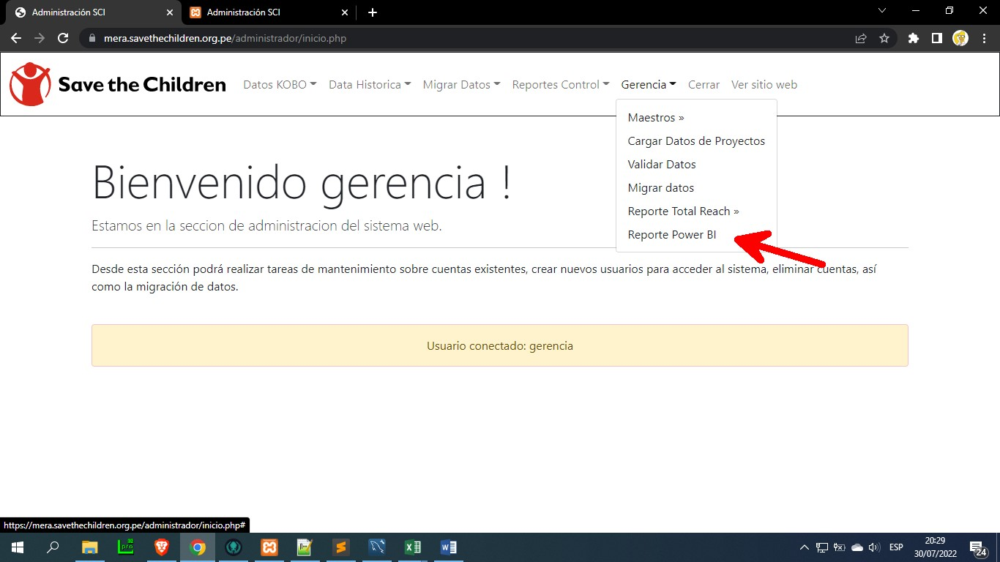 Administración SCI
Administración SCI
mera.savethechildren.org.pe/administrador/inicio.php
Save the Children
Datos KOBO Data Historica Migrar Datos Reportes Control Gerencia Cerrar Ver sitio web
Maestros »
Cargar Datos de Proyectos
Validar Datos
Migrar datos
Reporte Total Reach »
Reporte Power BI
Bienvenido gerencia !
Estamos en la seccion de administracion del sistema web.
Desde esta sección podrá realizar tareas de mantenimiento sobre cuentas existentes, crear nuevos usuarios para acceder al sistema, eliminar cuentas, así
como la migración de datos.
Usuario conectado: gerencia
https://mera.savethechildren.org.pe/administrador/inicio.php#
ESP
20:29
30/07/2022
24